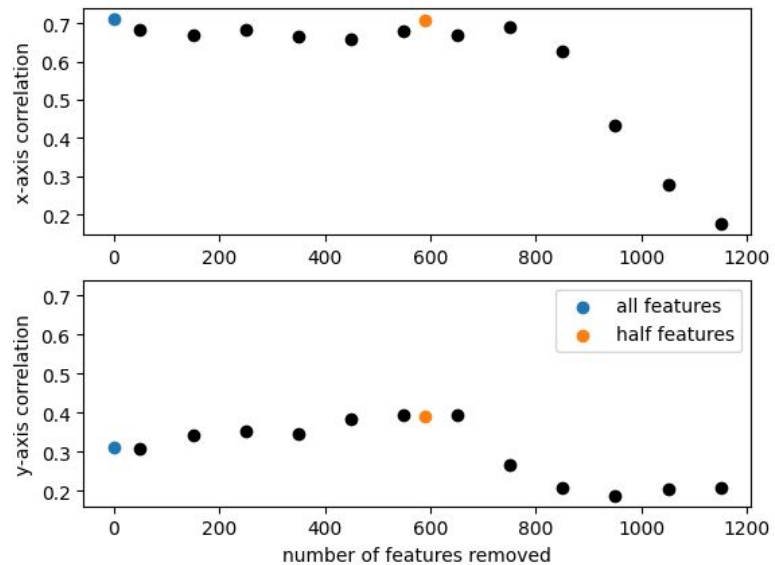 x-axis correlation
0.7
0.6
0.5
0.4
0.3
0.2
0 200 400 600 800 1000 1200
y-axis correlation
0.7
0.6
0.5
0.4
0.3
0.2
all features
half features
0 200 400 600 800 1000 1200
number of features removed